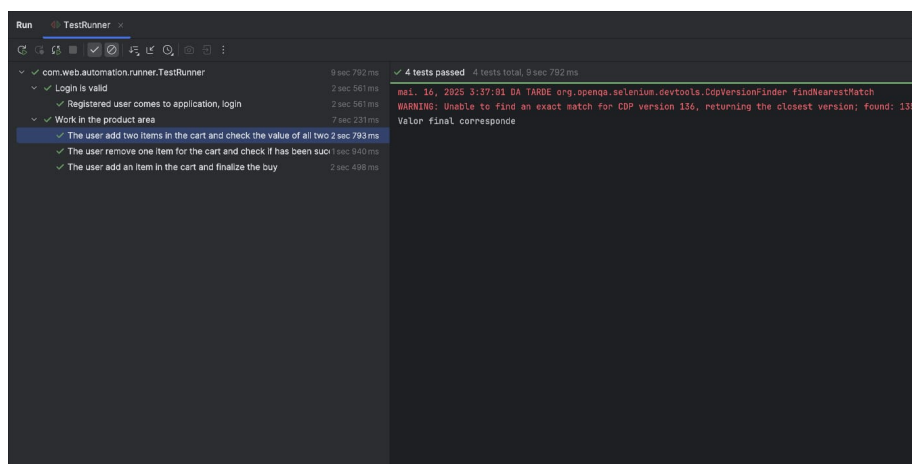 Run TestRunner
com.web.automation.runner.TestRunner 9 sec 792 ms
Login is valid 2 sec 561 ms
Registered user comes to application, login 2 sec 561 ms
Work in the product area 7 sec 231 ms
The user add two items in the cart and check the value of all two 2 sec 793 ms
The user remove one item for the cart and check if has been suc 1 sec 940 ms
The user add an item in the cart and finalize the buy 2 sec 498 ms
4 tests passed 4 tests total, 9 sec 792 ms
mai. 16, 2025 3:37:01 DA TARDE org.openqa.selenium.devtools.CdpVersionFinder findNearestMatch
WARNING: Unable to find an exact match for CDP version 136, returning the closest version; found: 135
Valor final corresponde